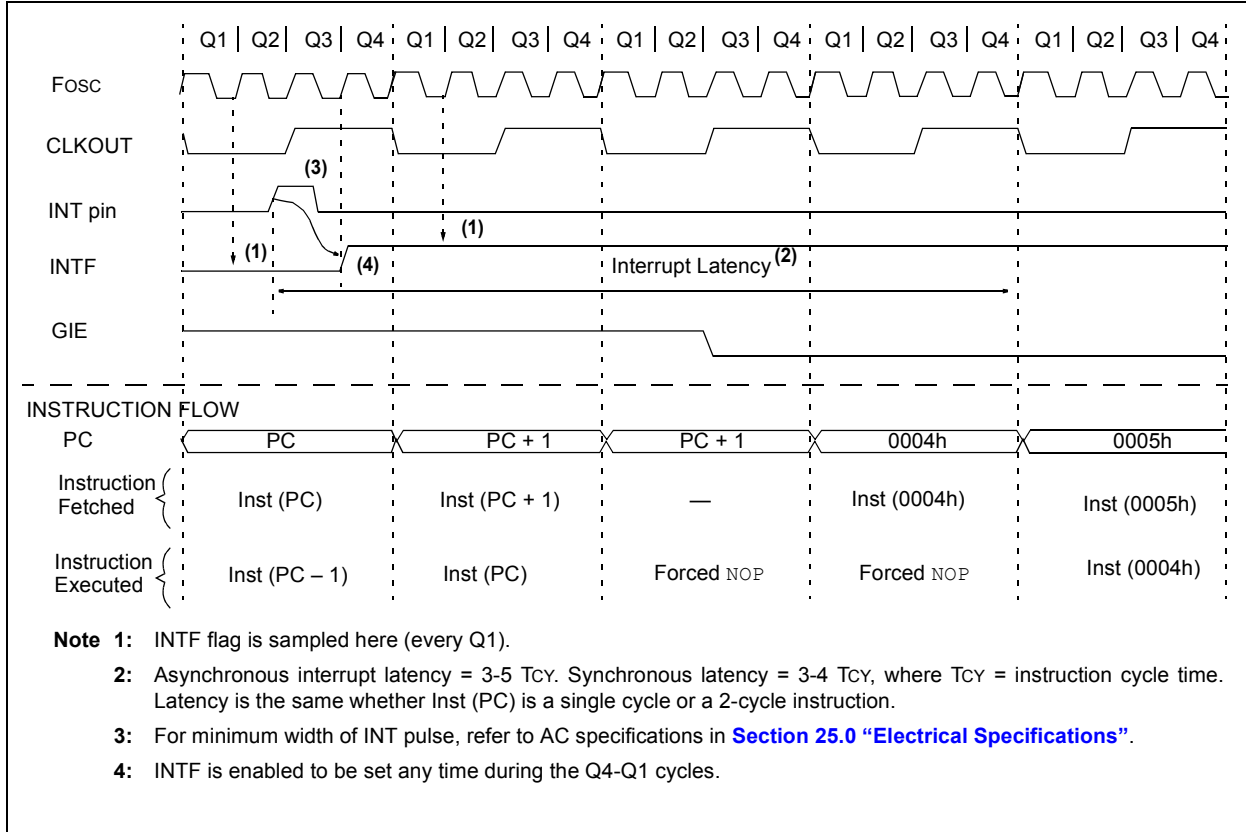 Q1 | Q2 | Q3 | Q4 Q1 | Q2 | Q3 | Q4 Q1 | Q2 | Q3 | Q4 Q1 | Q2 | Q3 | Q4 Q1 | Q2 | Q3 | Q4
FOSC
CLKOUT
(3)
INT pin
(1)
(1)
INTF
(4)
Interrupt Latency(2)
GIE
INSTRUCTION FLOW
PC PC PC + 1 PC + 1 0004h 0005h
Instruction
Fetched
Inst (PC) Inst (PC + 1) — Inst (0004h) Inst (0005h)
Instruction
Executed
Inst (PC – 1) Inst (PC) Forced NOP Forced NOP Inst (0004h)
Note 1: INTF flag is sampled here (every Q1).
2: Asynchronous interrupt latency = 3-5 TCY. Synchronous latency = 3-4 TCY, where TCY = instruction cycle time.
Latency is the same whether Inst (PC) is a single cycle or a 2-cycle instruction.
3: For minimum width of INT pulse, refer to AC specifications in Section 25.0 “Electrical Specifications”.
4: INTF is enabled to be set any time during the Q4-Q1 cycles.